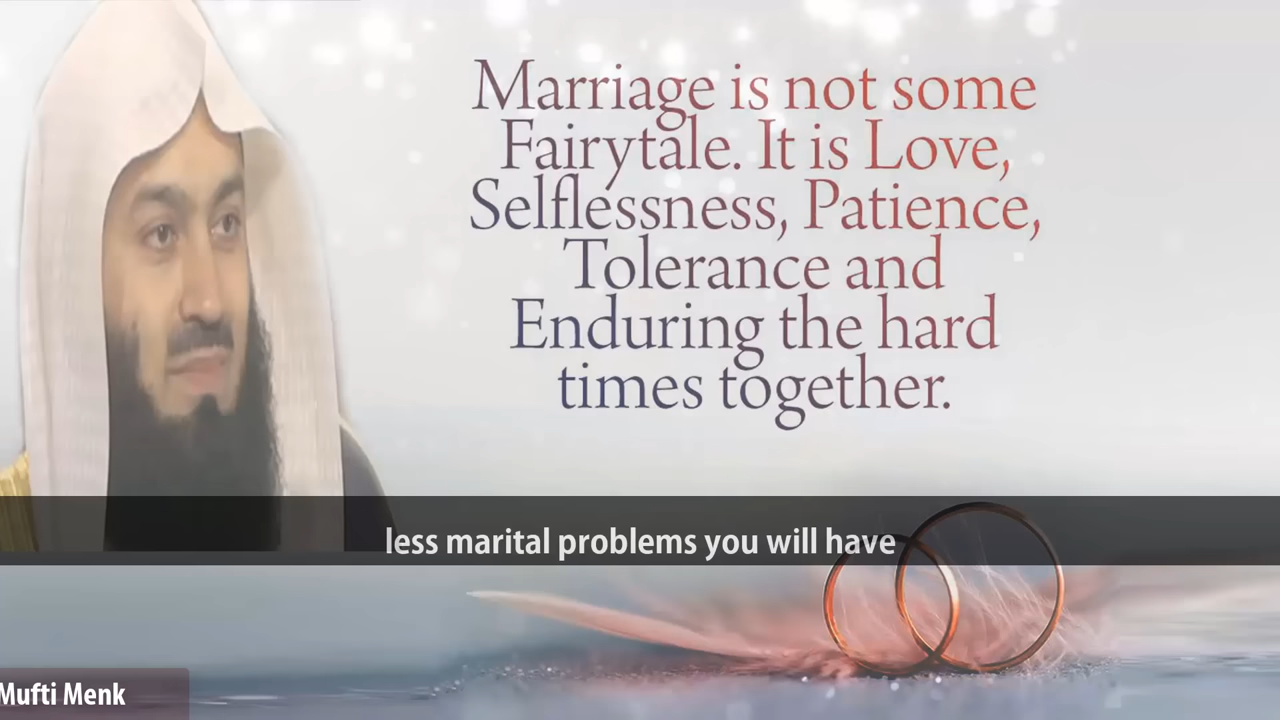 Marriage is not some
Fairytale. It is Love,
Selflessness, Patience,
Tolerance and
Enduring the hard
times together.
less marital problems you will have
Mufti Menk